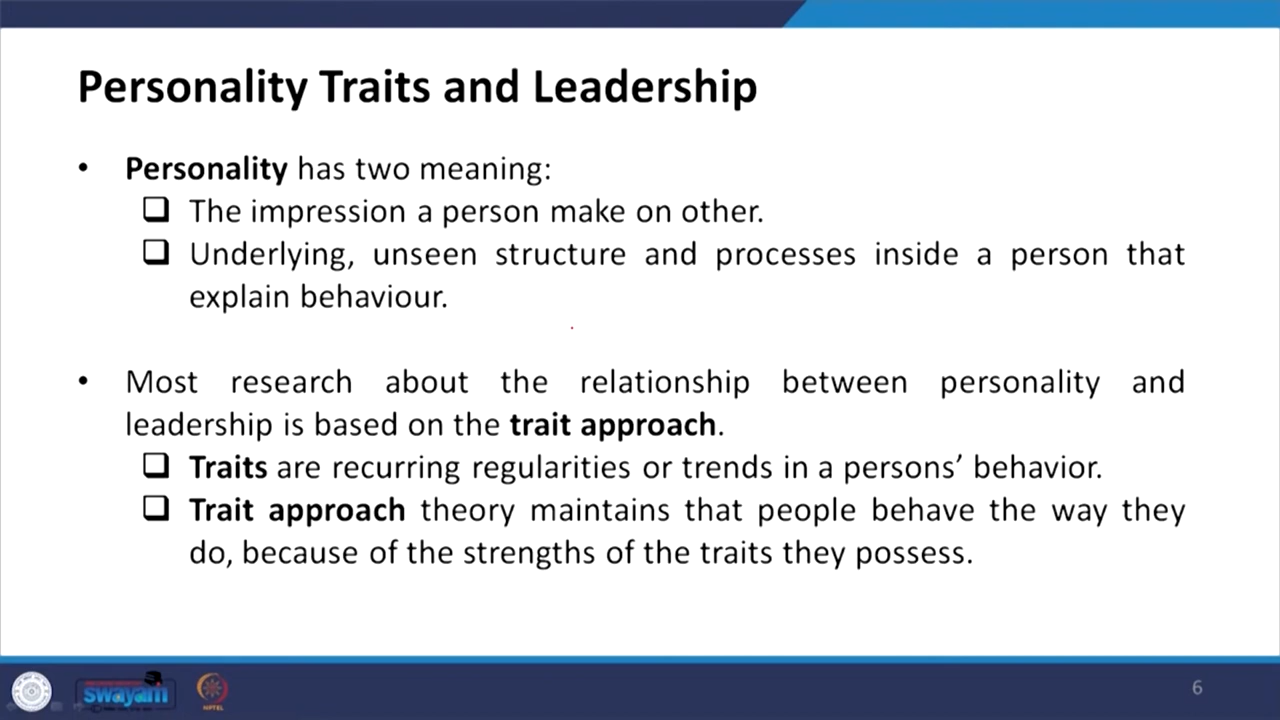 Personality Traits and Leadership
• Personality has two meaning:
❑ The impression a person make on other.
❑ Underlying, unseen structure and processes inside a person that
explain behaviour.
• Most research about the relationship between personality and
leadership is based on the trait approach.
❑ Traits are recurring regularities or trends in a persons’ behavior.
❑ Trait approach theory maintains that people behave the way they
do, because of the strengths of the traits they possess.
swayam
NPTEL
6